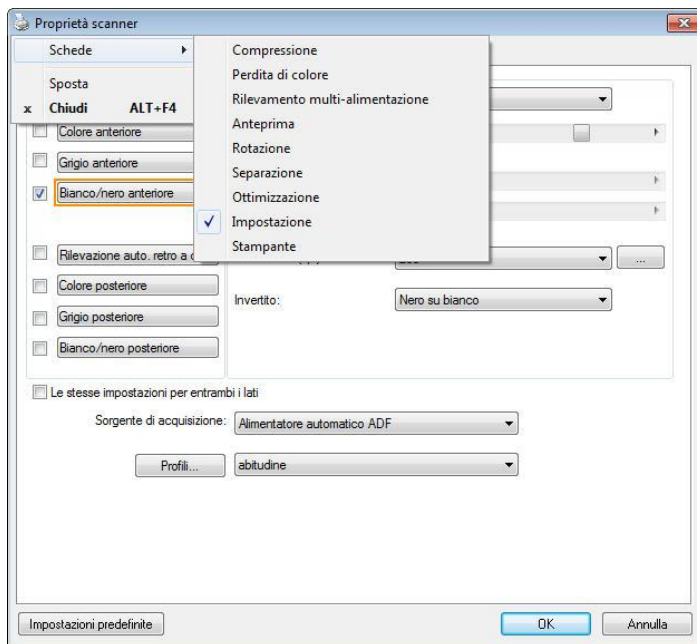 Proprietà scanner
Schede
Compressione
Perdita di colore
Rilevamento multi-alimentazione
Anteprima
Rotazione
Separazione
Ottimizzazione
Impostazione
Stampante
Sposta
x Chiudi ALT+F4
Colore anteriore
Grigio anteriore
Bianco/nero anteriore
Rilevazione auto. retro a
...
Colore posteriore
Invertito: Nero su bianco
Grigio posteriore
Bianco/nero posteriore
Le stesse impostazioni per entrambi i lati
Sorgente di acquisizione: Alimentatore automatico ADF
Profili... abitudine
Impostazioni predefinite OK Annulla